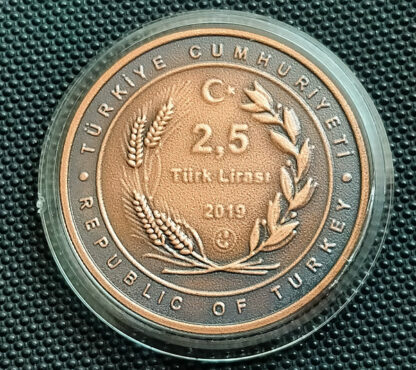 TÜRKİYE CUMHURİYETİ
2,5
Türk Lirası
2019
REPUBLIC OF TURKEY